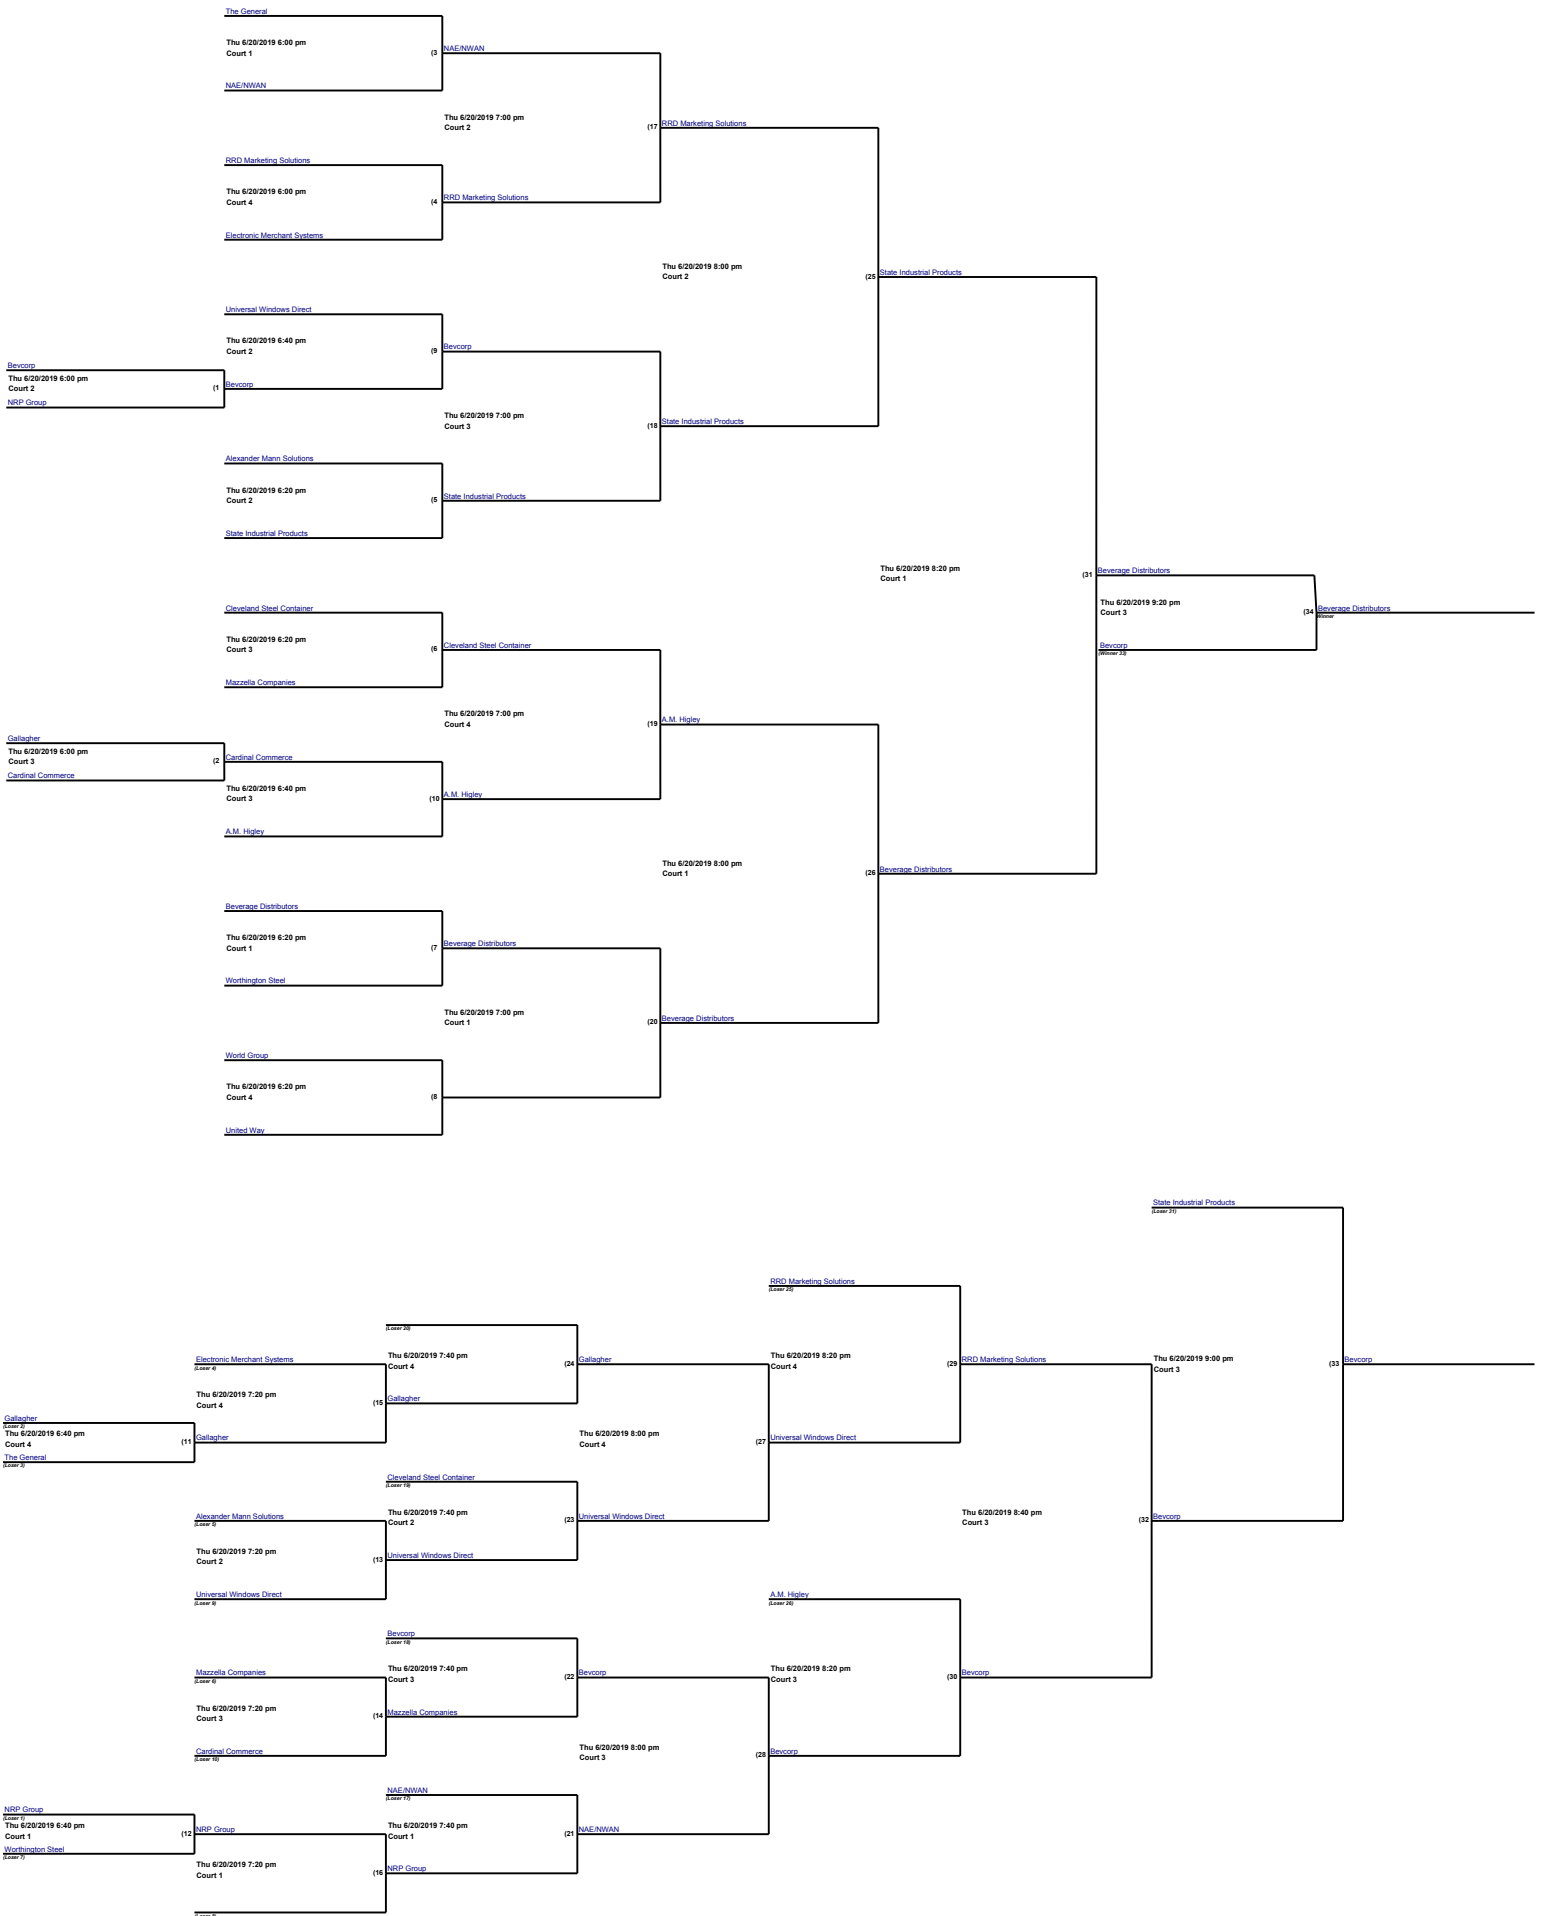 The General
Thu 6/20/2019 6:00 pm
Court 1
(3
NAE/NWAN
NAE/NWAN
Thu 6/20/2019 7:00 pm
Court 2
(17
RRD Marketing Solutions
RRD Marketing Solutions
Thu 6/20/2019 6:00 pm
Court 4
(4
RRD Marketing Solutions
Electronic Merchant Systems
Thu 6/20/2019 8:00 pm
Court 2
(25
State Industrial Products
Universal Windows Direct
Thu 6/20/2019 6:40 pm
Court 2
(9
Bevcorp
Bevcorp
Thu 6/20/2019 6:00 pm
Court 2
(1
Bevcorp
NRP Group
Thu 6/20/2019 7:00 pm
Court 3
(18
State Industrial Products
Alexander Mann Solutions
Thu 6/20/2019 6:20 pm
Court 2
(5
State Industrial Products
State Industrial Products
Thu 6/20/2019 8:20 pm
Court 1
(31
Beverage Distributors
Thu 6/20/2019 9:20 pm
Court 3
(34
Beverage Distributors
Winner
Bevcorp
(Winner 33)
Cleveland Steel Container
Thu 6/20/2019 6:20 pm
Court 3
(6
Cleveland Steel Container
Mazzella Companies
Thu 6/20/2019 7:00 pm
Court 4
(19
A.M. Higley
Gallagher
Thu 6/20/2019 6:00 pm
Court 3
(2
Cardinal Commerce
Cardinal Commerce
Thu 6/20/2019 6:40 pm
Court 3
(10
A.M. Higley
A.M. Higley
Thu 6/20/2019 8:00 pm
Court 1
(26
Beverage Distributors
Beverage Distributors
Thu 6/20/2019 6:20 pm
Court 1
(7
Beverage Distributors
Worthington Steel
Thu 6/20/2019 7:00 pm
Court 1
(20
Beverage Distributors
World Group
Thu 6/20/2019 6:20 pm
Court 4
(8
United Way
State Industrial Products
(Loser 31)
RRD Marketing Solutions
(Loser 25)
(Loser 20)
Electronic Merchant Systems
(Loser 4)
Thu 6/20/2019 7:40 pm
Court 4
(24
Gallagher
Thu 6/20/2019 8:20 pm
Court 4
(29
RRD Marketing Solutions
Thu 6/20/2019 9:00 pm
Court 3
(33
Bevcorp
Thu 6/20/2019 7:20 pm
Court 4
(15
Gallagher
Gallagher
(Loser 2)
Thu 6/20/2019 6:40 pm
Court 4
(11
Gallagher
The General
(Loser 3)
Thu 6/20/2019 8:00 pm
Court 4
(27
Universal Windows Direct
Cleveland Steel Container
(Loser 19)
Alexander Mann Solutions
(Loser 5)
Thu 6/20/2019 7:40 pm
Court 2
(23
Universal Windows Direct
Thu 6/20/2019 8:40 pm
Court 3
(32
Bevcorp
Thu 6/20/2019 7:20 pm
Court 2
(13
Universal Windows Direct
Universal Windows Direct
(Loser 9)
A.M. Higley
(Loser 26)
Bevcorp
(Loser 18)
Mazzella Companies
(Loser 6)
Thu 6/20/2019 7:40 pm
Court 3
(22
Bevcorp
Thu 6/20/2019 8:20 pm
Court 3
(30
Bevcorp
Thu 6/20/2019 7:20 pm
Court 3
(14
Mazzella Companies
Cardinal Commerce
(Loser 10)
Thu 6/20/2019 8:00 pm
Court 3
(28
Bevcorp
NAE/NWAN
(Loser 17)
NRP Group
(Loser 1)
Thu 6/20/2019 6:40 pm
Court 1
(12
NRP Group
Thu 6/20/2019 7:40 pm
Court 1
(21
NAE/NWAN
Worthington Steel
(Loser 7)
Thu 6/20/2019 7:20 pm
Court 1
(16
NRP Group